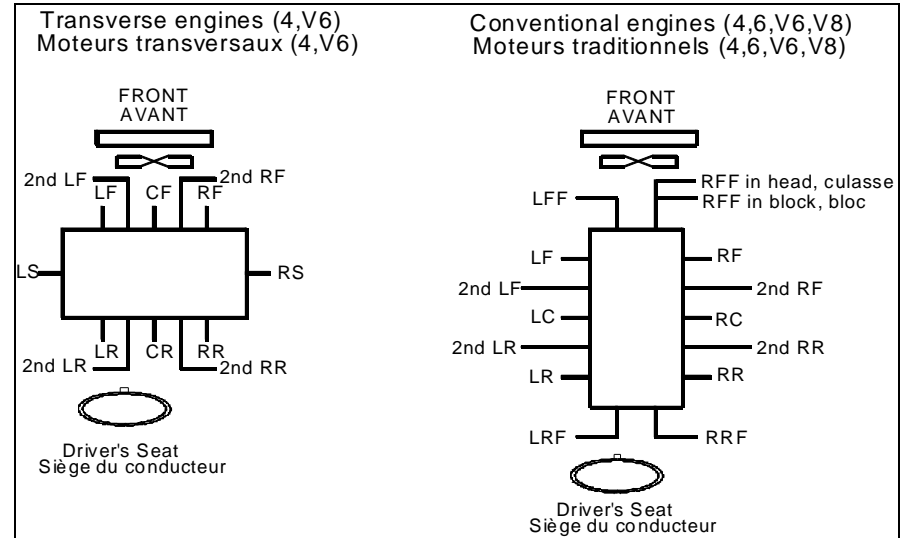 Transverse engines (4,V6)
Moteurs transversaux (4,V6)
FRONT
AVANT
2nd LF
2nd RF
LF
CF
RF
LS
RS
LR
CR
RR
2nd LR
2nd RR
Driver's Seat
Siège du conducteur
Conventional engines (4,6,V6,V8)
Moteurs traditionnels (4,6,V6,V8)
FRONT
AVANT
RFF in head, culasse
LFF
RFF in block, bloc
LF
RF
2nd LF
2nd RF
LC
RC
2nd LR
2nd RR
LR
RR
LRF
RRF
Driver's Seat
Siège du conducteur